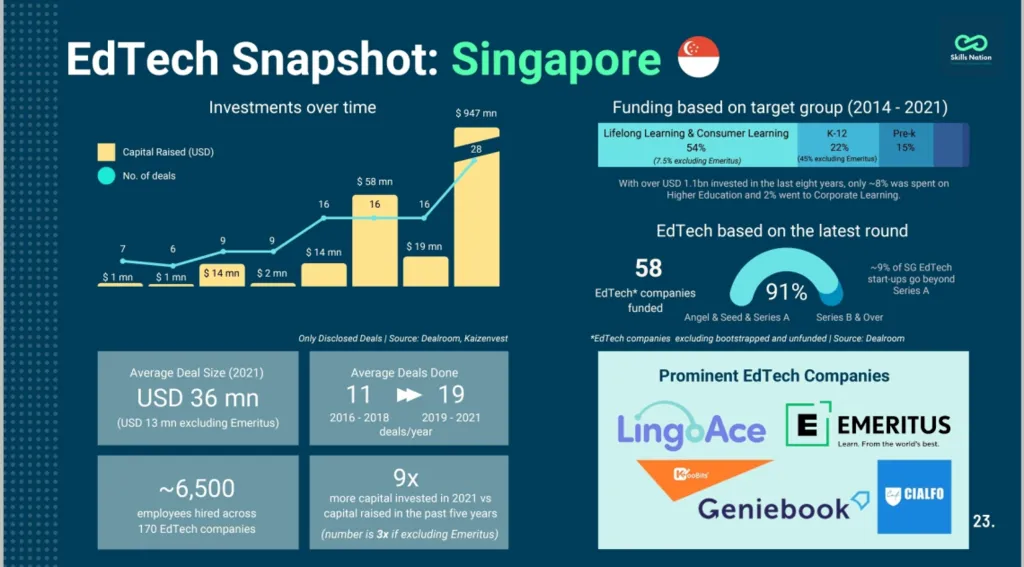 EdTech Snapshot: Singapore
Skills Nation
Investments over time
Capital Raised (USD)
No. of deals
$ 947 mn
28
$ 58 mn
16
16
16
$ 14 mn
$ 19 mn
7
6
9
9
$ 1 mn
$ 1 mn
$ 14 mn
$ 2 mn
Only Disclosed Deals | Source: Dealroom, Kaizenvest
Average Deal Size (2021)
USD 36 mn
(USD 13 mn excluding Emeritus)
Average Deals Done
11 19
2016 - 2018 2019 - 2021
deals/year
~6,500
employees hired across
170 EdTech companies
9x
more capital invested in 2021 vs
capital raised in the past five years
(number is 3x if excluding Emeritus)
Funding based on target group (2014 - 2021)
Lifelong Learning & Consumer Learning
54%
(7.5% excluding Emeritus)
K-12
22%
(45% excluding Emeritus)
Pre-k
15%
With over USD 1.1bn invested in the last eight years, only ~8% was spent on
Higher Education and 2% went to Corporate Learning.
EdTech based on the latest round
58
EdTech* companies
funded
91%
Angel & Seed & Series A
Series B & Over
~9% of SG EdTech
start-ups go beyond
Series A
*EdTech companies excluding bootstrapped and unfunded | Source: Dealroom
Prominent EdTech Companies
LingoAce
E EMERITUS
Learn. From the world's best.
KooBits
Geniebook
CIALFO
23.